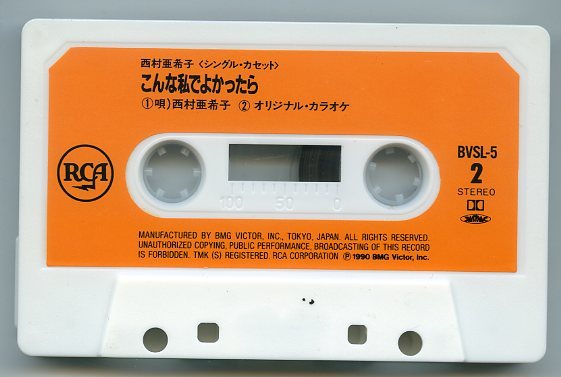 西村亜希子〈シングル・カセット〉
こんな私でよかったら
①唄)西村亜希子 ② オリジナル・カラオケ
RCA
BVSL-5
2
STEREO
100 50 0
MANUFACTURED BY BMG VICTOR, INC., TOKYO, JAPAN. ALL RIGHTS RESERVED.
UNAUTHORIZED COPYING, PUBLIC PERFORMANCE, BROADCASTING OF THIS RECORD
IS FORBIDDEN. TMK (S) REGISTERED. RCA CORPORATION Ⓟ 1990 BMG Victor, Inc.